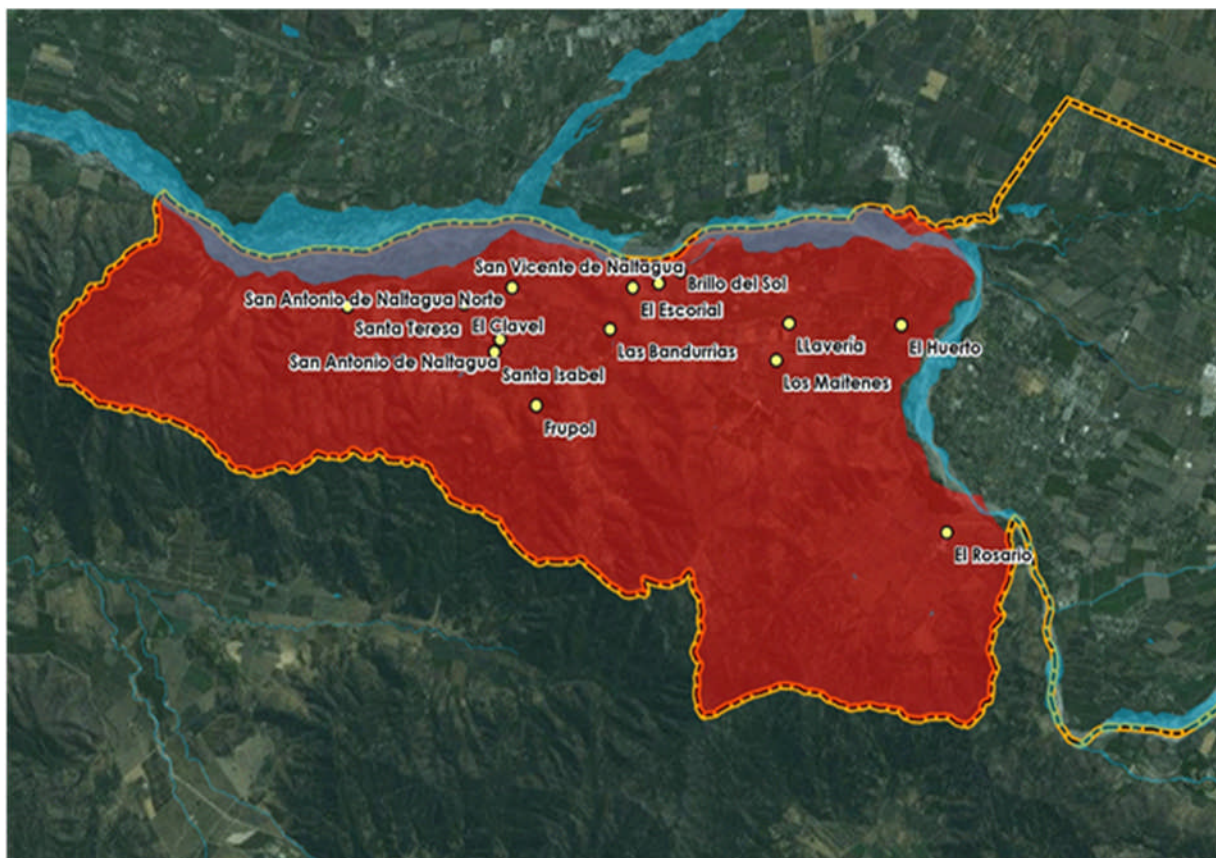 San Vicente de Naltagua
Brillo del Sol
San Antonio de Naltagua Norte
El Escorial
Santa Teresa
El Clavel
LLavería
El Huerto
Las Bandurrias
San Antonio de Naltagua
Santa Isabel
Los Maitenes
Frupol
El Rosario